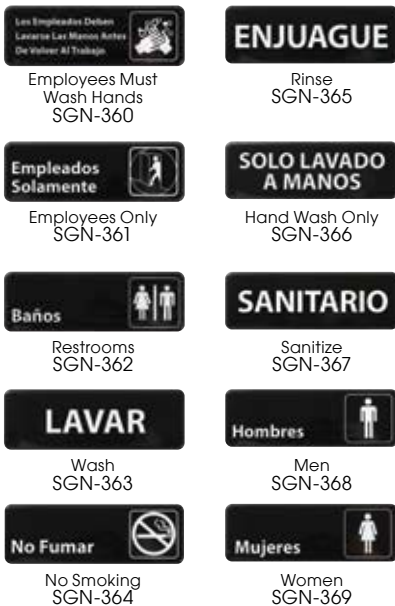 Los Empleados Deben
Lavarse Las Manos Antes
De Volver Al Trabajo
Employees Must
Wash Hands
SGN-360
ENJUAGUE
Rinse
SGN-365
Empleados
Solamente
Employees Only
SGN-361
SOLO LAVADO
A MANOS
Hand Wash Only
SGN-366
Baños
Restrooms
SGN-362
SANITARIO
Sanitize
SGN-367
LAVAR
Wash
SGN-363
Hombres
Men
SGN-368
No Fumar
No Smoking
SGN-364
Mujeres
Women
SGN-369